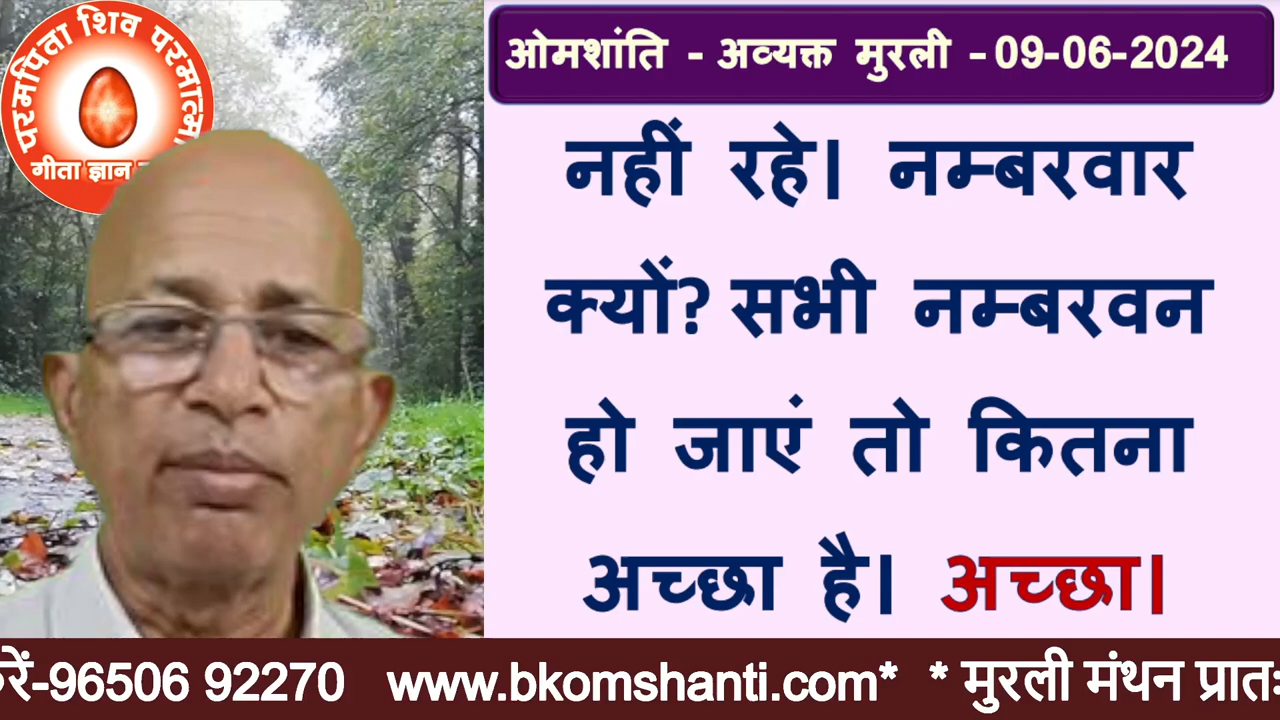 परमपिता शिव परमात्मा
गीता ज्ञान
ओमशांति - अव्यक्त मुरली - 09-06-2024
नहीं रहे। नम्बरवार
क्यों? सभी नम्बरवन
हो जाएं तो कितना
अच्छा है। अच्छा।
रें-96506 92270 www.bkomshanti.com* * मुरली मंथन प्रातः